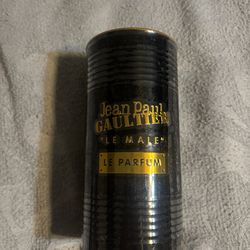 Jean Paul
GAULTIER
"LE MALE"
LE PARFUM